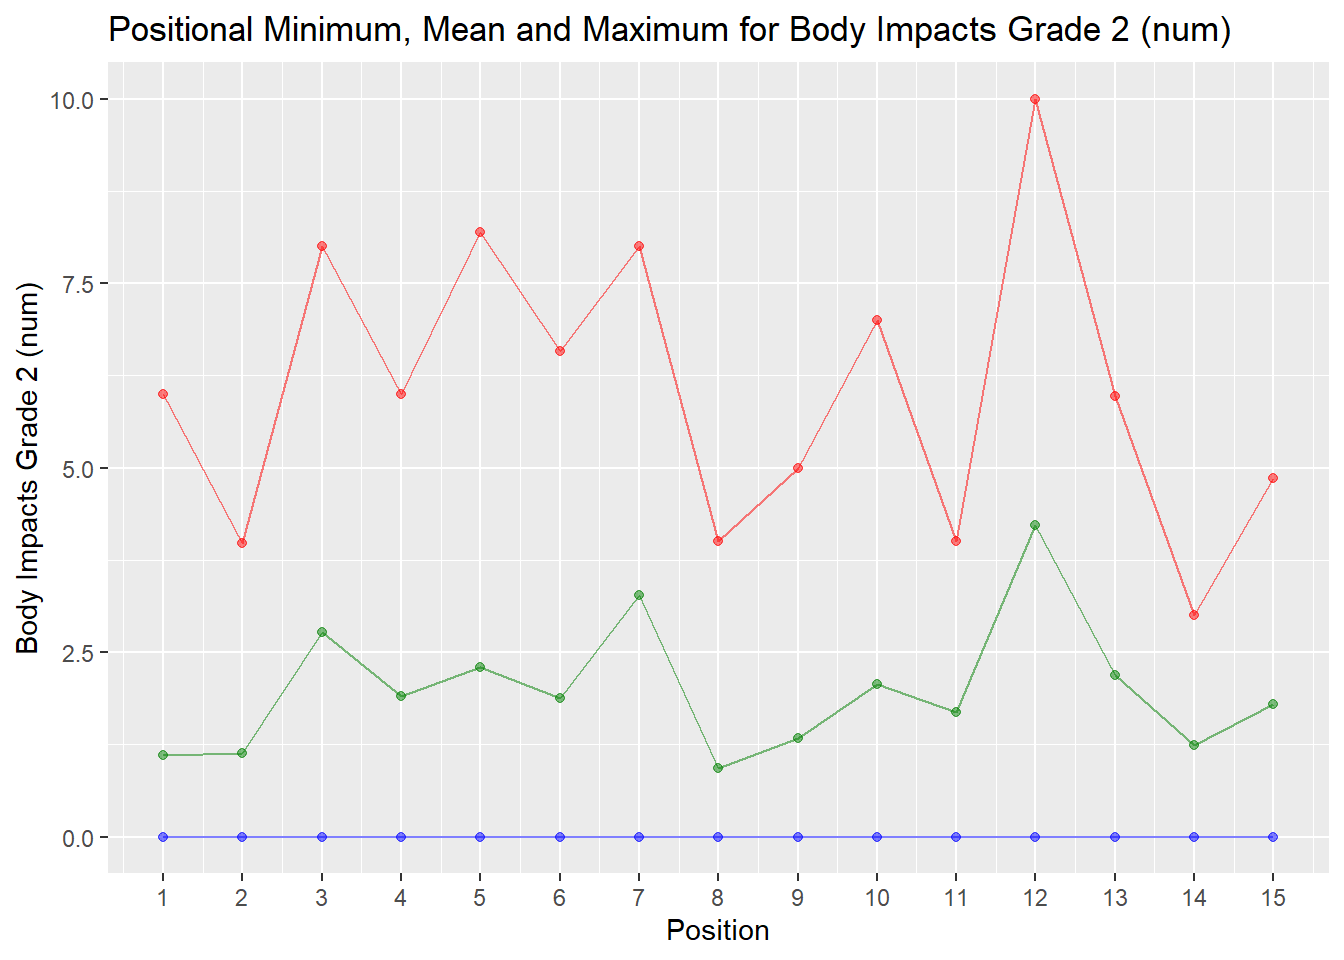 Positional Minimum, Mean and Maximum for Body Impacts Grade 2 (num)
Body Impacts Grade 2 (num)
10.0
7.5
5.0
2.5
0.0
1 2 3 4 5 6 7 8 9 10 11 12 13 14 15
Position